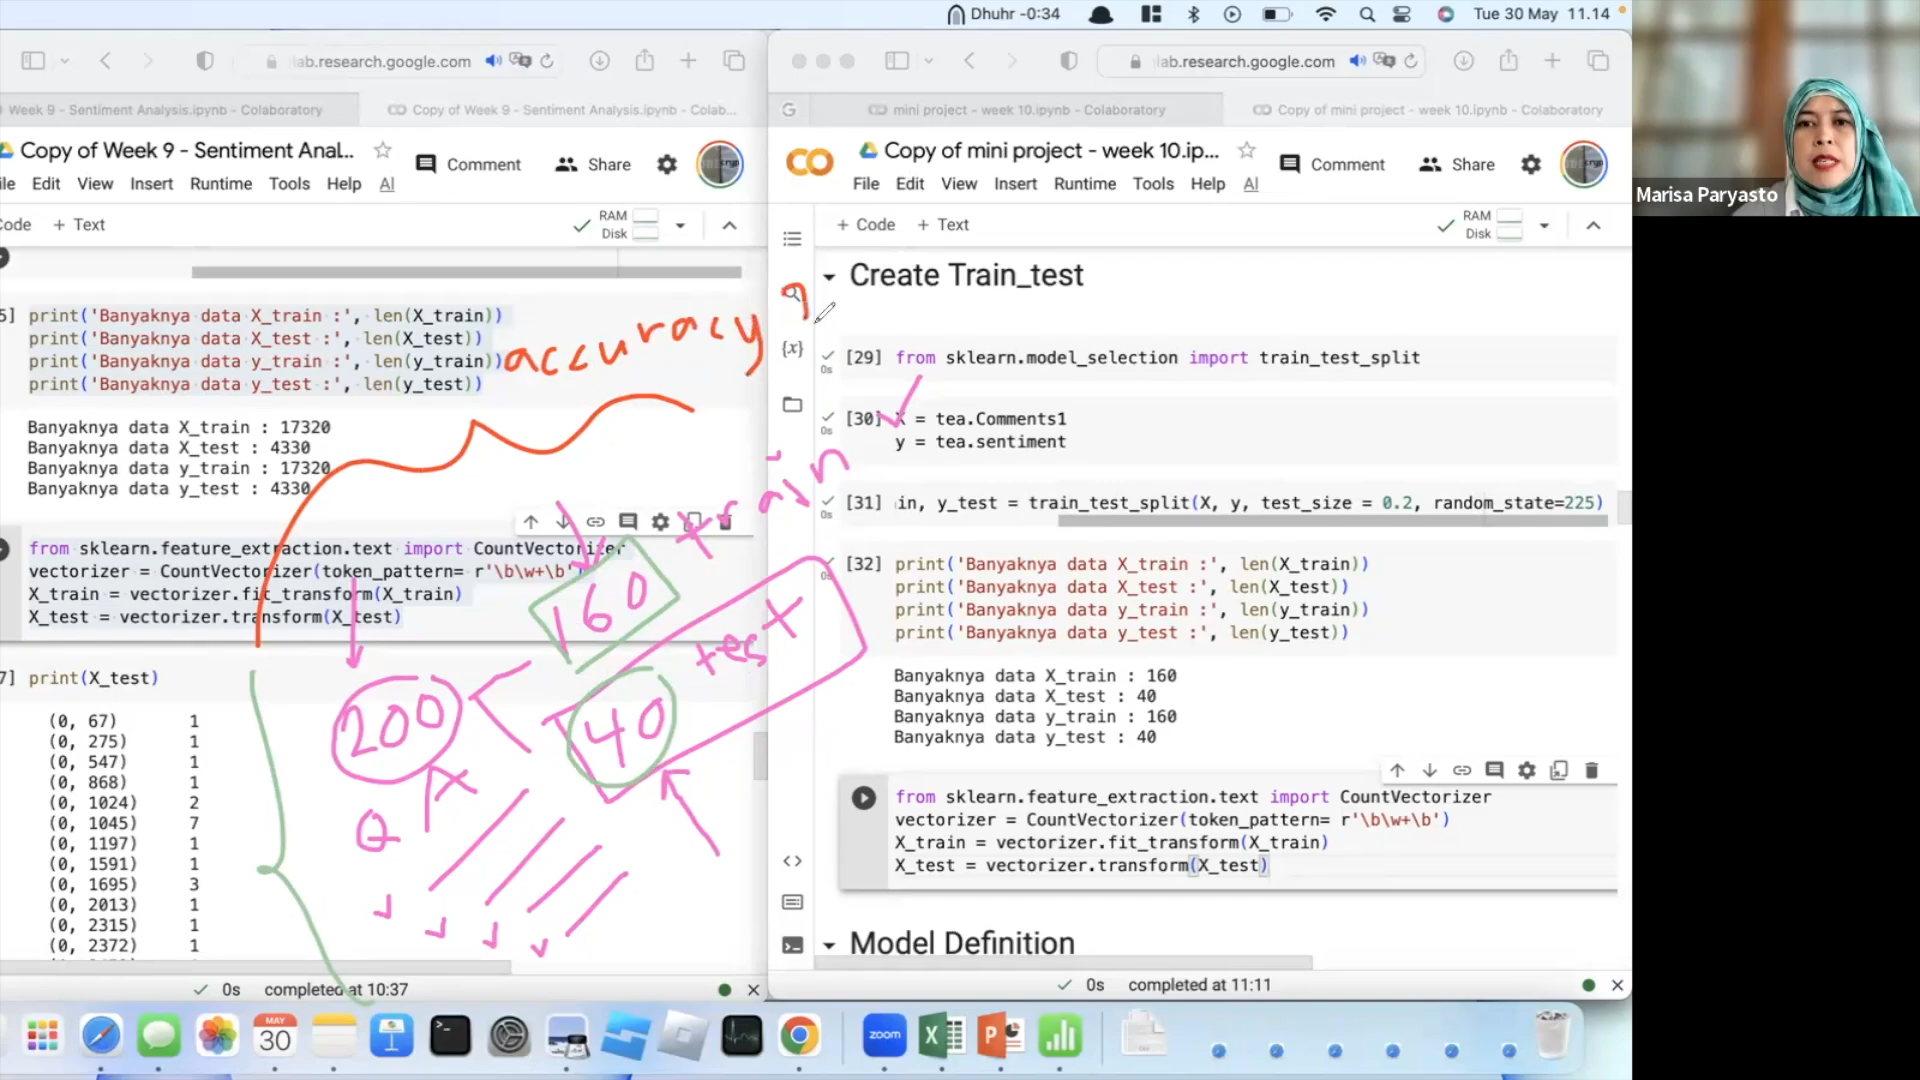 Dhuhr -0:34
Tue 30 May 11.14
lab.research.google.com
Week 9 - Sentiment Analysis.ipynb - Colaboratory
Copy of Week 9 - Sentiment Analysis.ipynb - Colab...
Copy of Week 9 - Sentiment Anal...
Comment
Share
Edit View Insert Runtime Tools Help AI
+ Text
RAM
Disk
print('Banyaknya data X_train :', len(X_train))
print('Banyaknya data X_test :', len(X_test))
print('Banyaknya data y_train :', len(y_train))
print('Banyaknya data y_test :', len(y_test))
accuracy ?
Banyaknya data X_train : 17320
Banyaknya data X_test : 4330
Banyaknya data y_train : 17320
Banyaknya data y_test : 4330
from sklearn.feature_extraction.text import CountVectorizer
vectorizer = CountVectorizer(token_pattern= r'\b\w+\b')
X_train = vectorizer.fit_transform(X_train)
X_test = vectorizer.transform(X_test)
train
160
test
200
40
7] print(X_test)
(0, 67) 1
(0, 275) 1
(0, 547) 1
(0, 868) 1
(0, 1024) 2
(0, 1045) 7
(0, 1197) 1
(0, 1591) 1
(0, 1695) 3
(0, 2013) 1
(0, 2315) 1
(0, 2372) 1
0s completed at 10:37
lab.research.google.com
G
mini project - week 10.ipynb - Colaboratory
Copy of mini project - week 10.ipynb - Colaboratory
CO
Copy of mini project - week 10.ip...
Comment
Share
File Edit View Insert Runtime Tools Help AI
+ Code + Text
RAM
Disk
Create Train_test
[29] from sklearn.model_selection import train_test_split
0s
[30] X = tea.Comments1
0s
y = tea.sentiment
[31] in, y_test = train_test_split(X, y, test_size = 0.2, random_state=225)
0s
[32] print('Banyaknya data X_train :', len(X_train))
0s
print('Banyaknya data X_test :', len(X_test))
print('Banyaknya data y_train :', len(y_train))
print('Banyaknya data y_test :', len(y_test))
Banyaknya data X_train : 160
Banyaknya data X_test : 40
Banyaknya data y_train : 160
Banyaknya data y_test : 40
from sklearn.feature_extraction.text import CountVectorizer
vectorizer = CountVectorizer(token_pattern= r'\b\w+\b')
X_train = vectorizer.fit_transform(X_train)
X_test = vectorizer.transform(X_test)
Model Definition
0s completed at 11:11
Marisa Paryasto
MAY
30
zoom